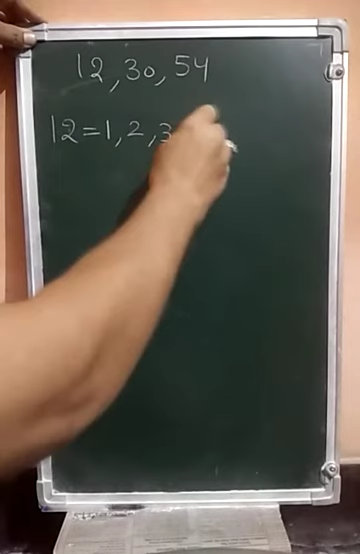 12, 30, 54
12 = 1, 2, 3